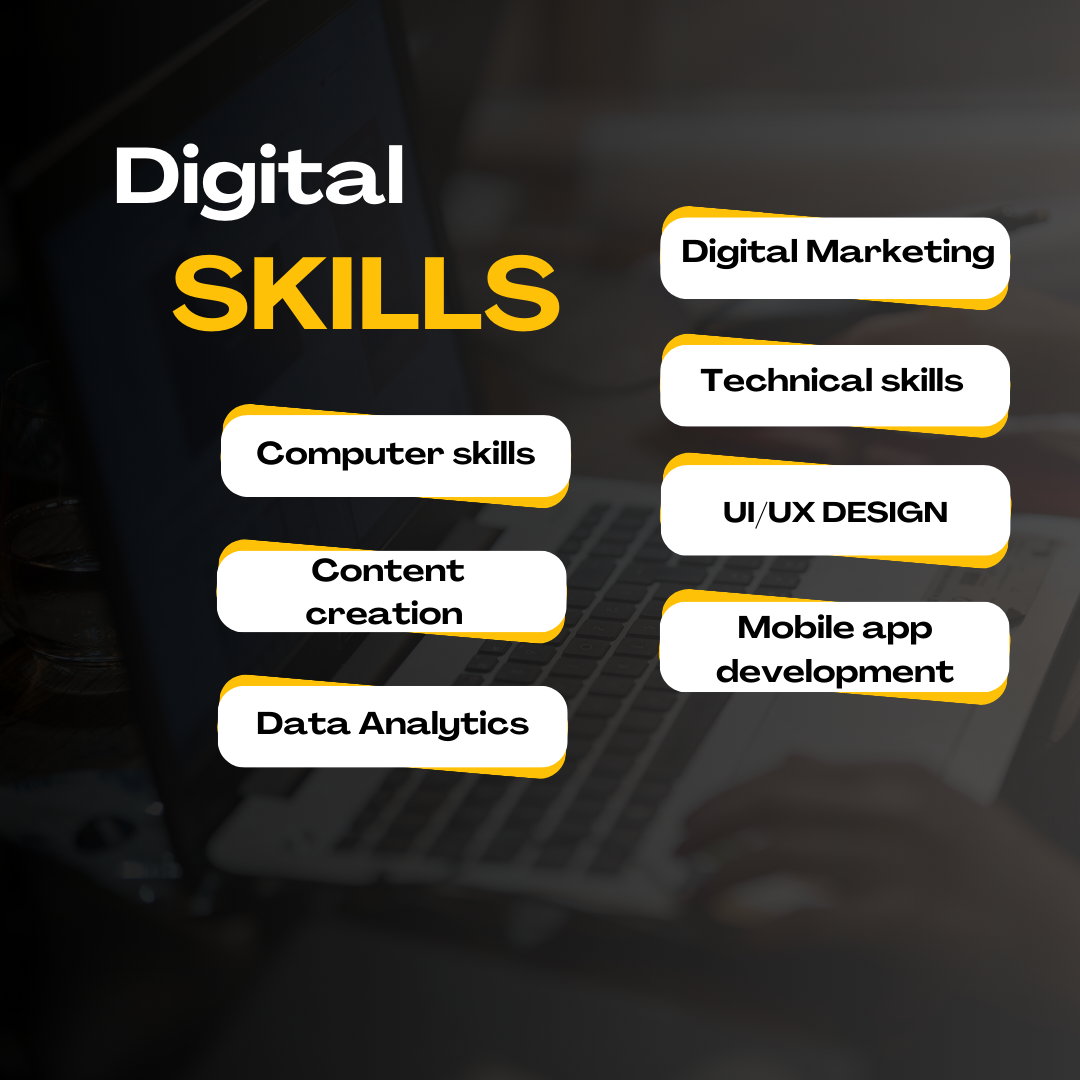 Digital
SKILLS
Computer skills
Content
creation
Data Analytics
Digital Marketing
Technical skills
UI/UX DESIGN
Mobile app
development